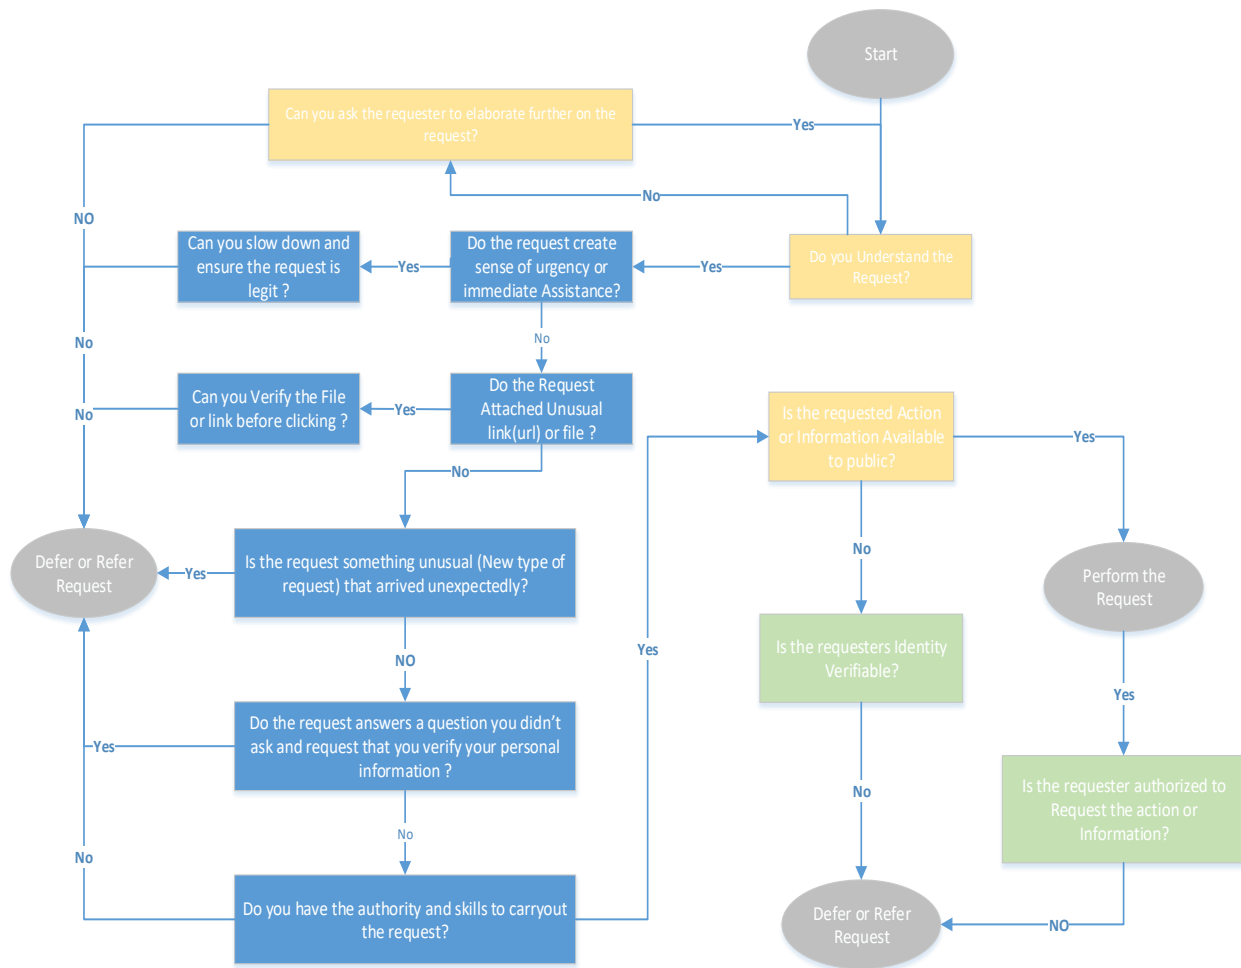 Start
Can you ask the requester to elaborate further on the
request?
Yes
No
NO
Can you slow down and
ensure the request is
legit ?
Yes
Do the request create
sense of urgency or
immediate Assistance?
Yes
Do you Understand the
Request?
No
No
Can you Verify the File
or link before clicking ?
Yes
Do the Request
Attached Unusual
link(url) or file ?
No
No
Is the requested Action
or Information Available
to public?
Yes
Defer or Refer
Request
Yes
Is the request something unusual (New type of
request) that arrived unexpectedly?
No
Perform the
Request
NO
Yes
Is the requesters Identity
Verifiable?
Yes
Yes
Do the request answers a question you didn't
ask and request that you verify your personal
information ?
No
Is the requester authorized to
Request the action or
Information?
No
No
Do you have the authority and skills to carryout
the request?
Defer or Refer
Request
NO